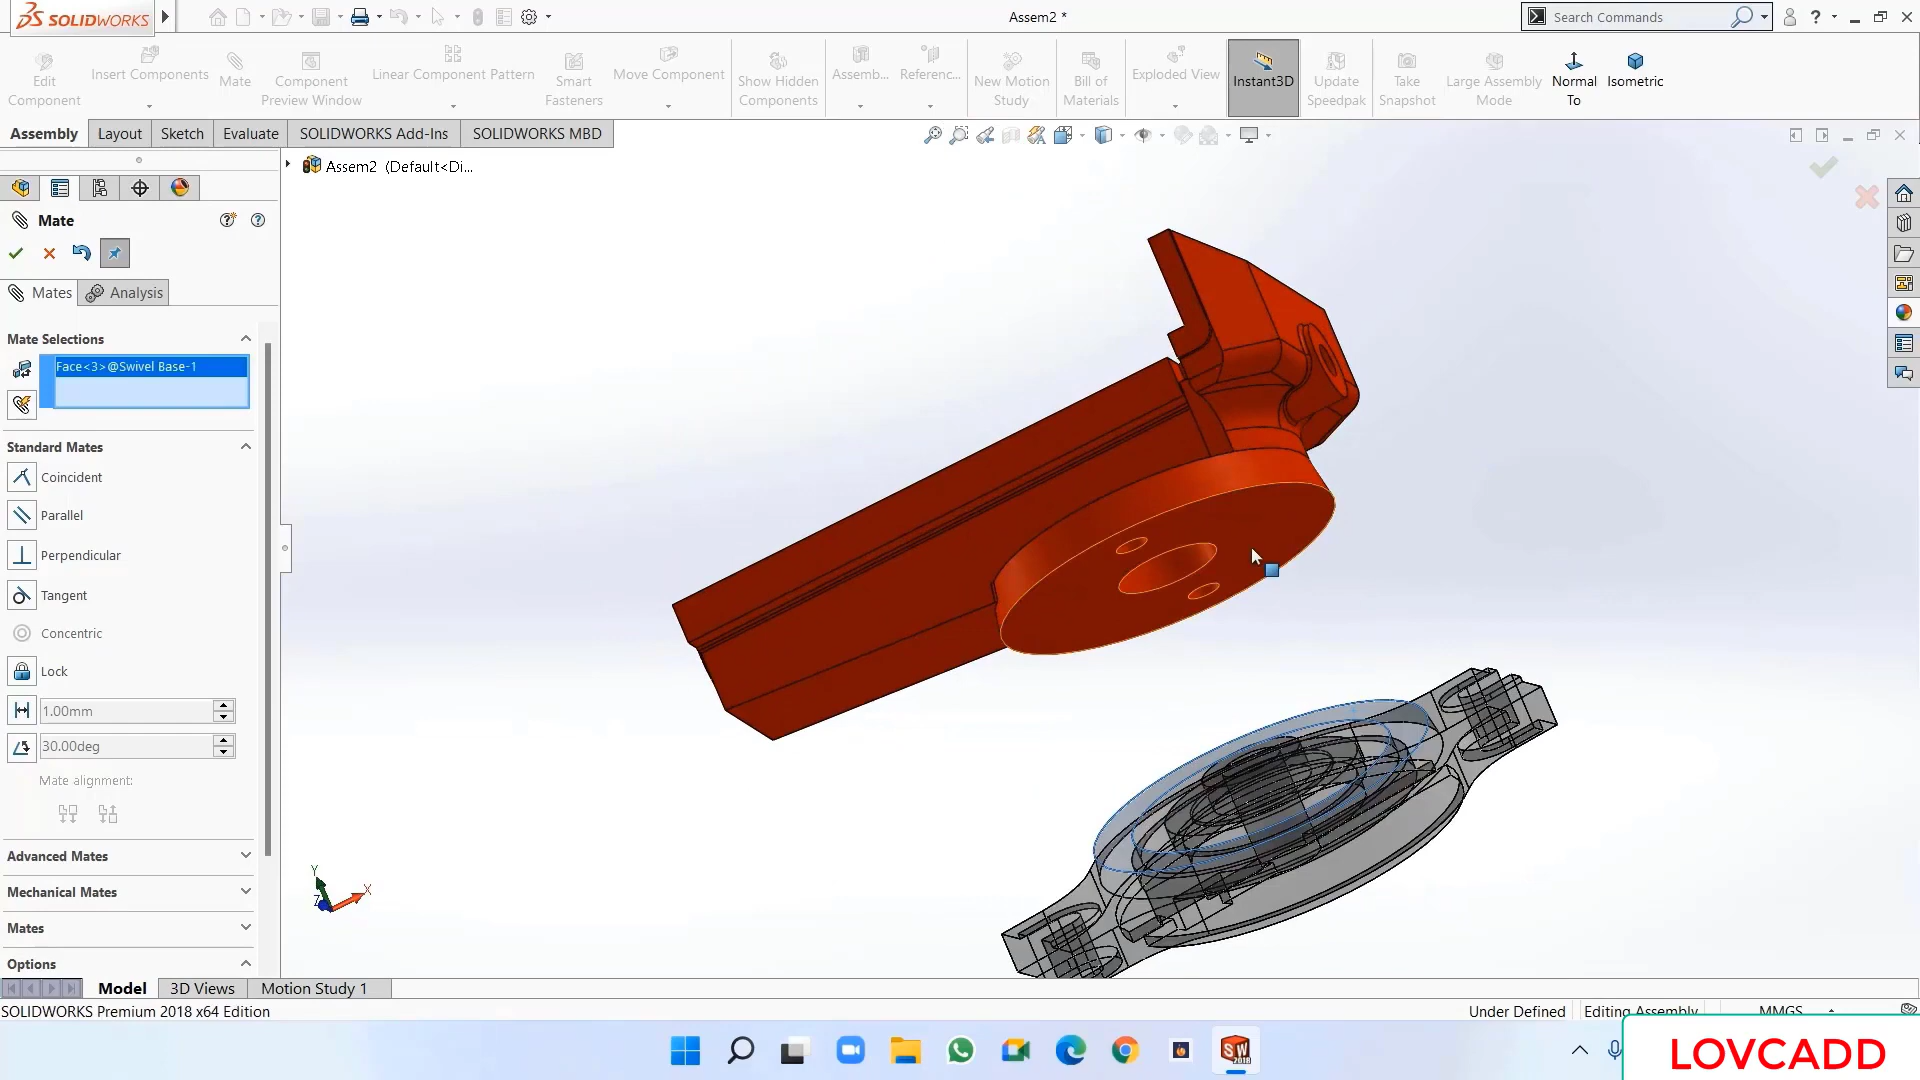 SOLIDWORKS
Assem2 *
Search Commands
?
Edit Component
Insert Components
Mate
Component Preview Window
Linear Component Pattern
Smart Fasteners
Move Component
Show Hidden Components
Assemb...
Referenc...
New Motion Study
Bill of Materials
Exploded View
Instant3D
Update Speedpak
Take Snapshot
Large Assembly Mode
Normal To
Isometric
Assembly
Layout
Sketch
Evaluate
SOLIDWORKS Add-Ins
SOLIDWORKS MBD
Assem2 (Default<Di...
Mate
Mates
Analysis
Mate Selections
Face<3>@Swivel Base-1
Standard Mates
Coincident
Parallel
Perpendicular
Tangent
Concentric
Lock
1.00mm
30.00deg
Mate alignment:
Advanced Mates
Mechanical Mates
Mates
Options
Y
X
Z
Model
3D Views
Motion Study 1
SOLIDWORKS Premium 2018 x64 Edition
Under Defined
Editing Assembly
MMGS
SW
2018
LOVCADD